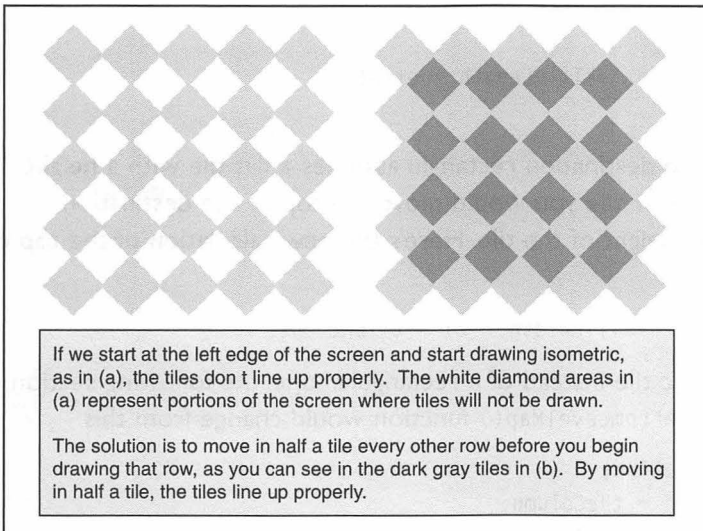 If we start at the left edge of the screen and start drawing isometric,
as in (a), the tiles don t line up properly. The white diamond areas in
(a) represent portions of the screen where tiles will not be drawn.
The solution is to move in half a tile every other row before you begin
drawing that row, as you can see in the dark gray tiles in (b). By moving
in half a tile, the tiles line up properly.